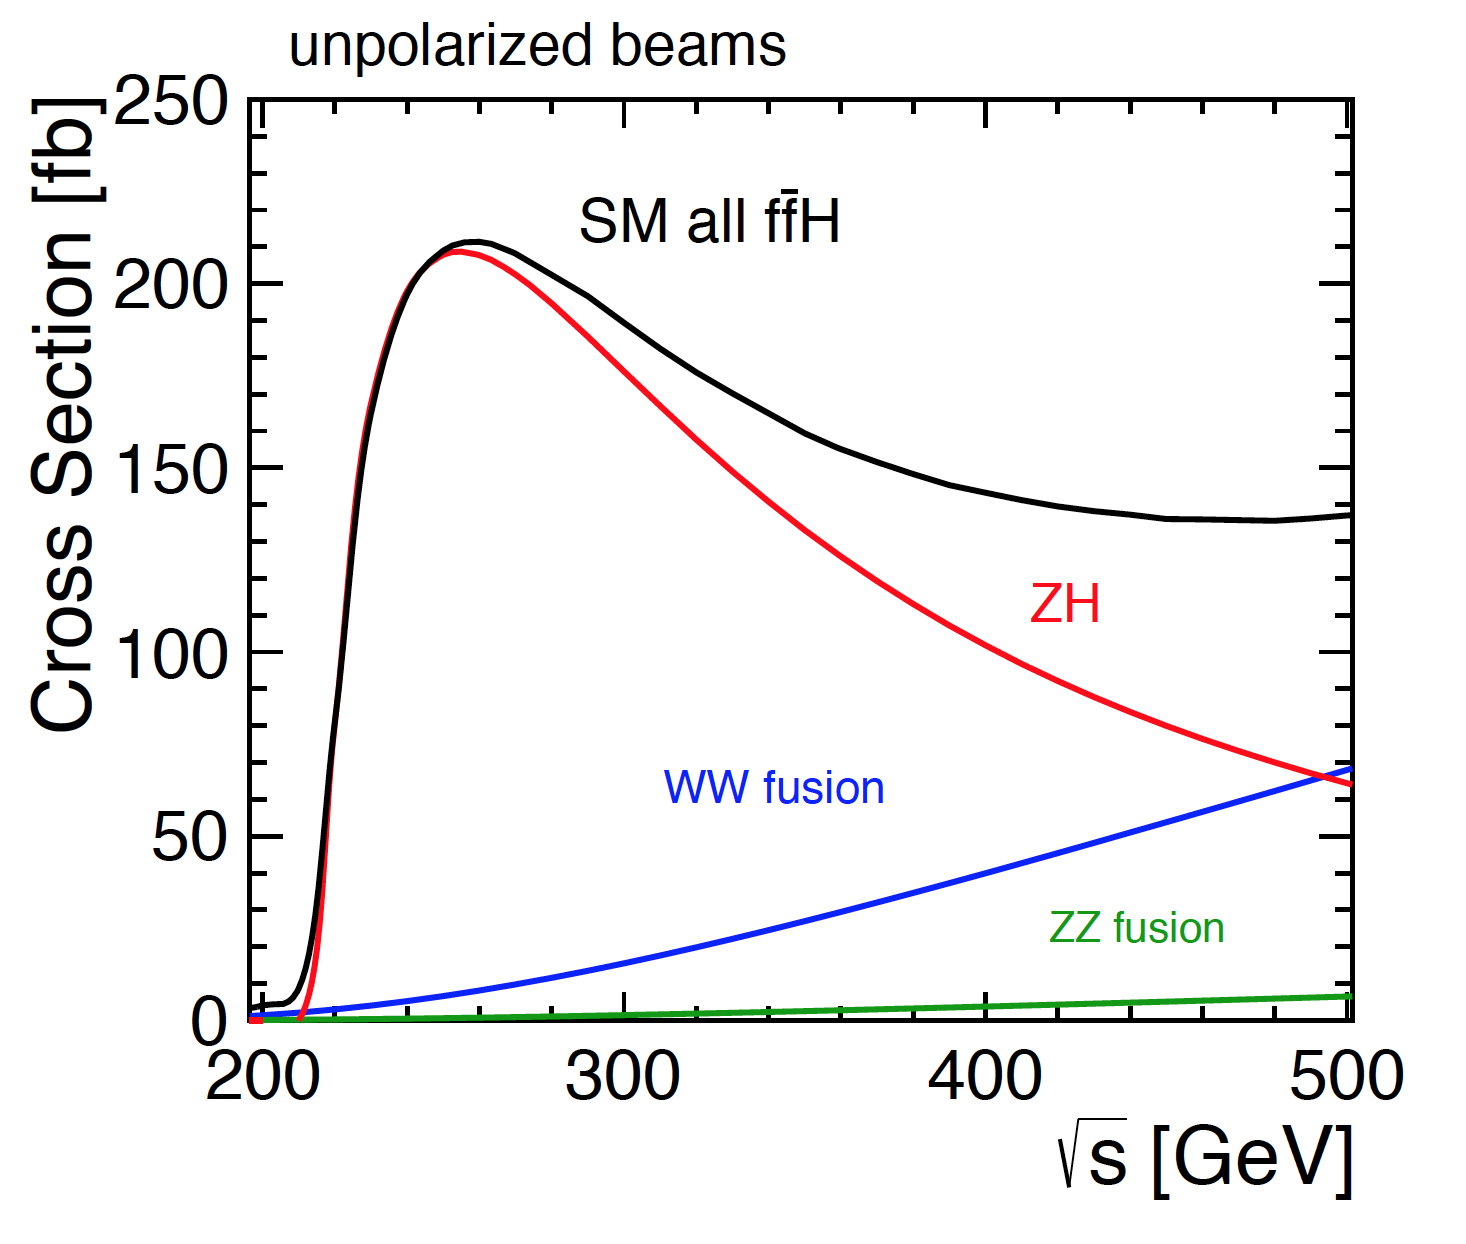 unpolarized beams
Cross Section [fb]
250
200
150
100
50
0
SM all ff̄H
ZH
WW fusion
ZZ fusion
200 300 400 500
√s [GeV]